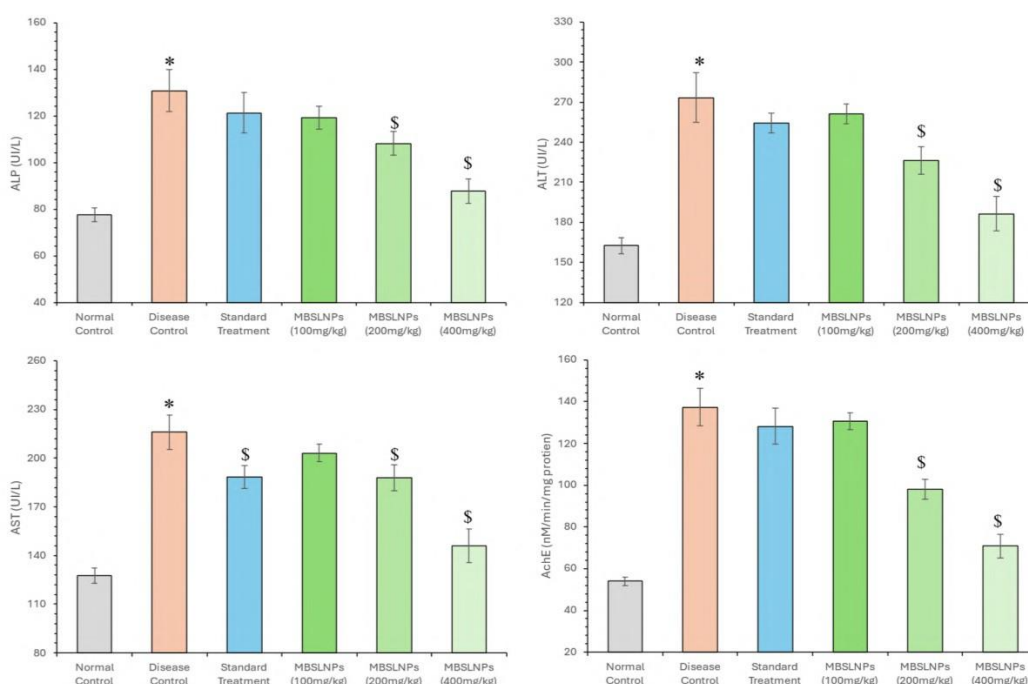 160
140
120
100
80
60
40
ALP (UI/L)
*
$
$
Normal Control
Disease Control
Standard Treatment
MBSLNPs (100mg/kg)
MBSLNPs (200mg/kg)
MBSLNPs (400mg/kg)
330
300
270
240
210
180
150
120
ALT (UI/L)
*
$
$
Normal Control
Disease Control
Standard Treatment
MBSLNPs (100mg/kg)
MBSLNPs (200mg/kg)
MBSLNPs (400mg/kg)
260
230
200
170
140
110
80
AST (UI/L)
*
$
$
$
Normal Control
Disease Control
Standard Treatment
MBSLNPs (100mg/kg)
MBSLNPs (200mg/kg)
MBSLNPs (400mg/kg)
160
140
120
100
80
60
40
20
AchE (nM/min/mg protien)
*
$
$
Normal Control
Disease Control
Standard Treatment
MBSLNPs (100mg/kg)
MBSLNPs (200mg/kg)
MBSLNPs (400mg/kg)